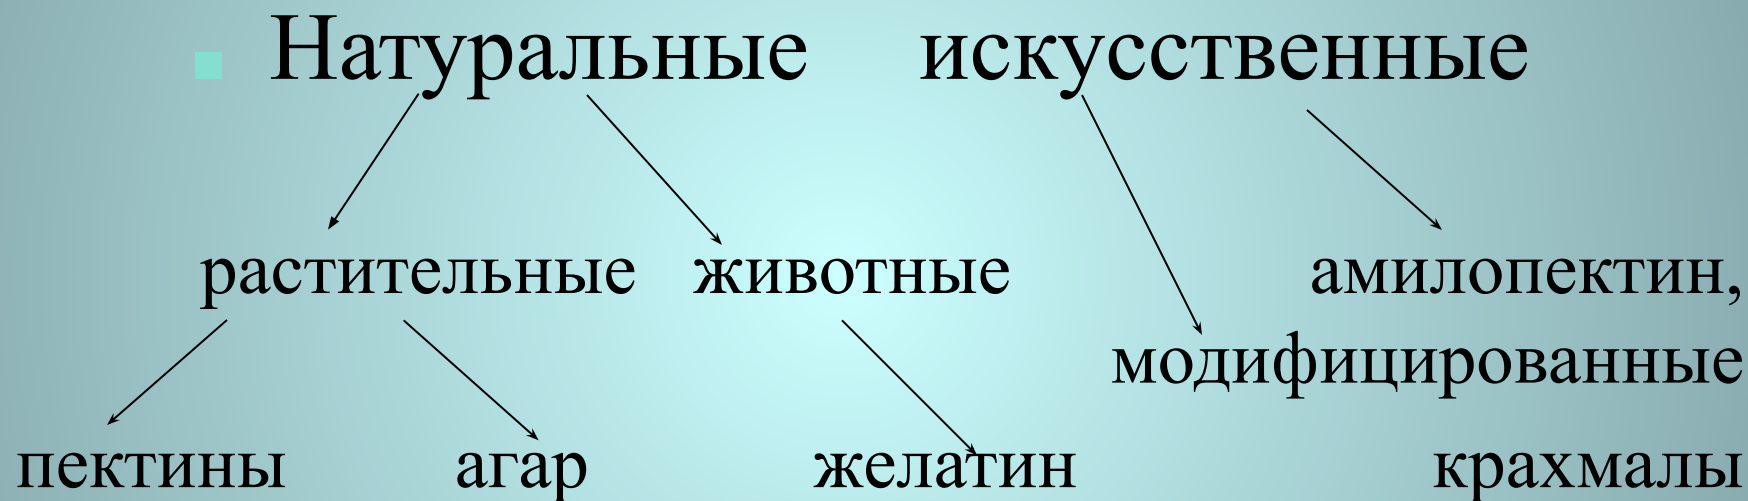 Натуральные искусственные
растительные животные амилопектин,
модифицированные
пектины агар желатин крахмалы